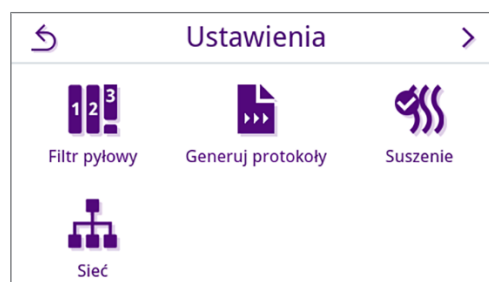 Ustawienia
1 2 3
Filtr pyłowy
Generuj protokoły
Suszenie
Sieć